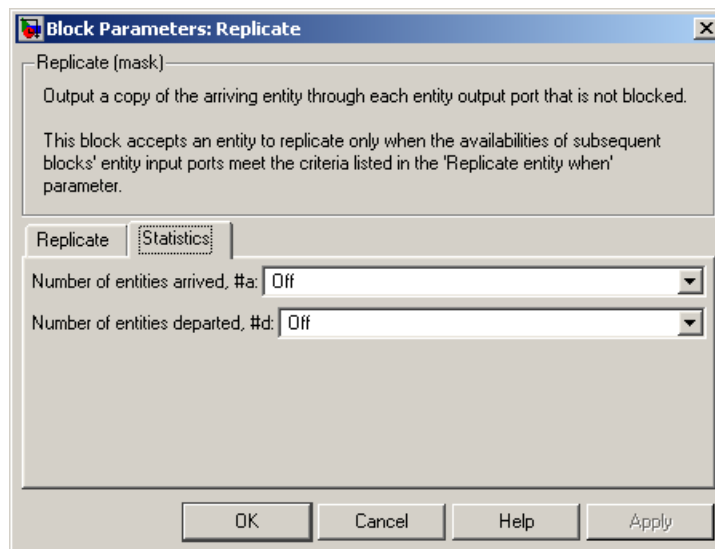 Block Parameters: Replicate
Replicate (mask)
Output a copy of the arriving entity through each entity output port that is not blocked.
This block accepts an entity to replicate only when the availabilities of subsequent
blocks' entity input ports meet the criteria listed in the 'Replicate entity when'
parameter.
Replicate Statistics
Number of entities arrived, #a: Off
Number of entities departed, #d: Off
OK Cancel Help Apply